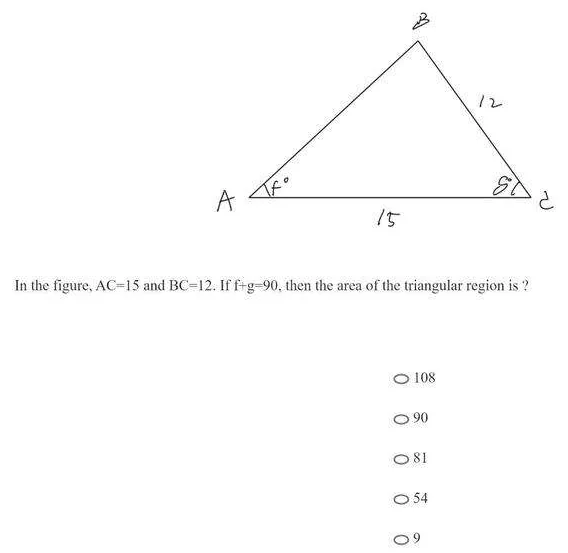 B
12
A
f°
g
C
15
In the figure, AC=15 and BC=12. If f+g=90, then the area of the triangular region is ?
108
90
81
54
9